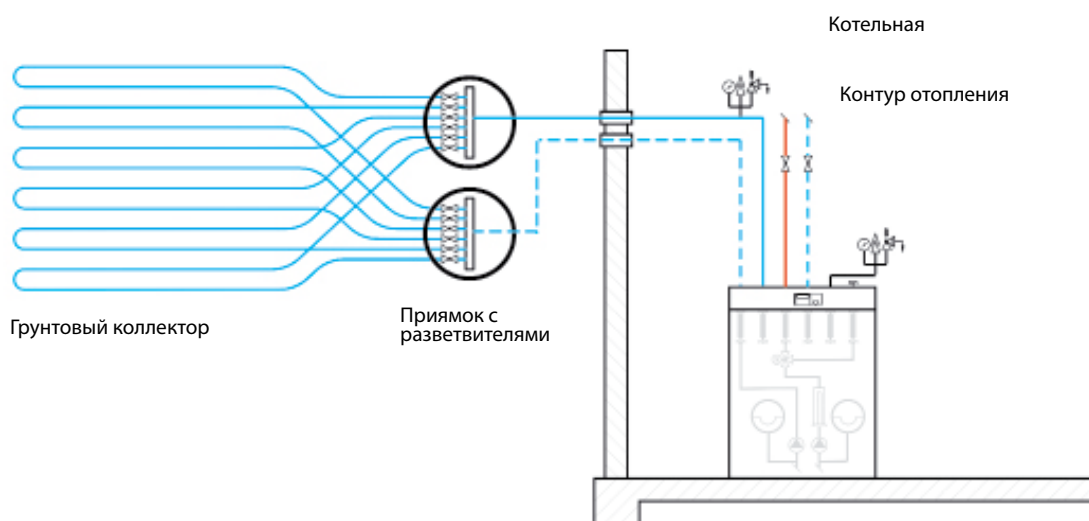 Котельная
Контур отопления
Грунтовый коллектор
Приямок с
разветвителями